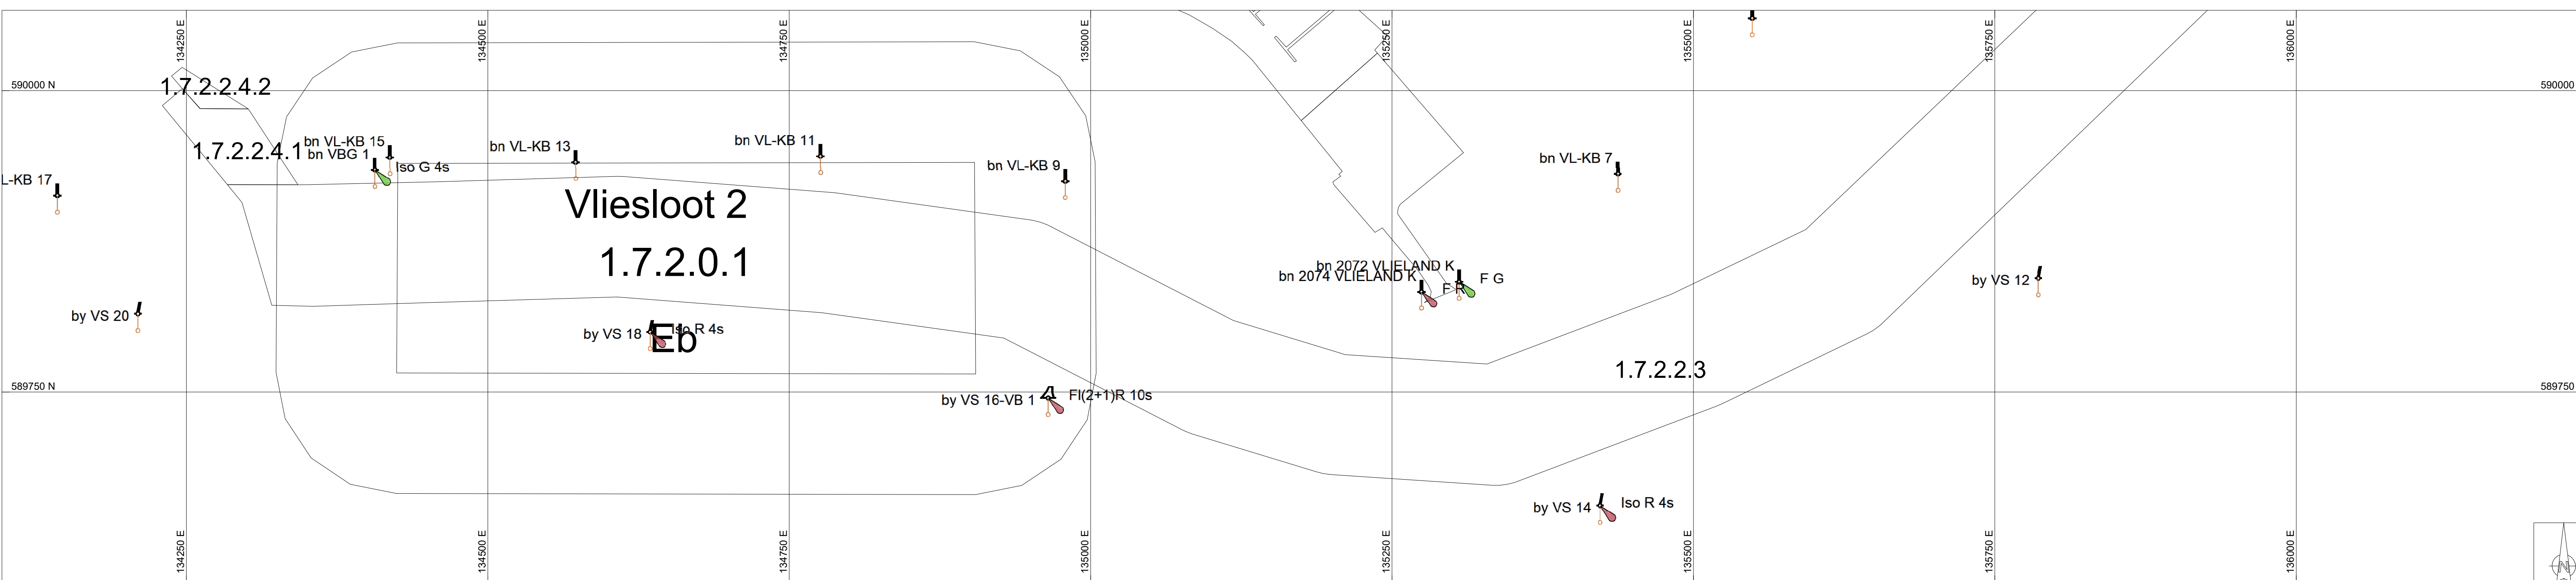 134250 E
134500 E
134750 E
135000 E
135250 E
135500 E
135750 E
136000 E
590000 N
590000
1.7.2.2.4.2
1.7.2.2.4.1
bn VL-KB 15
bn VBG 1
Iso G 4s
bn VL-KB 13
bn VL-KB 11
bn VL-KB 9
bn VL-KB 7
L-KB 17
Vliesloot 2
1.7.2.0.1
bn 2072 VLIELAND K
bn 2074 VLIELAND K
F G
F R
by VS 12
by VS 20
by VS 18
Iso R 4s
Eb
1.7.2.2.3
589750 N
589750
by VS 16-VB 1
Fl(2+1)R 10s
by VS 14
Iso R 4s
134250 E
134500 E
134750 E
135000 E
135250 E
135500 E
135750 E
136000 E
N